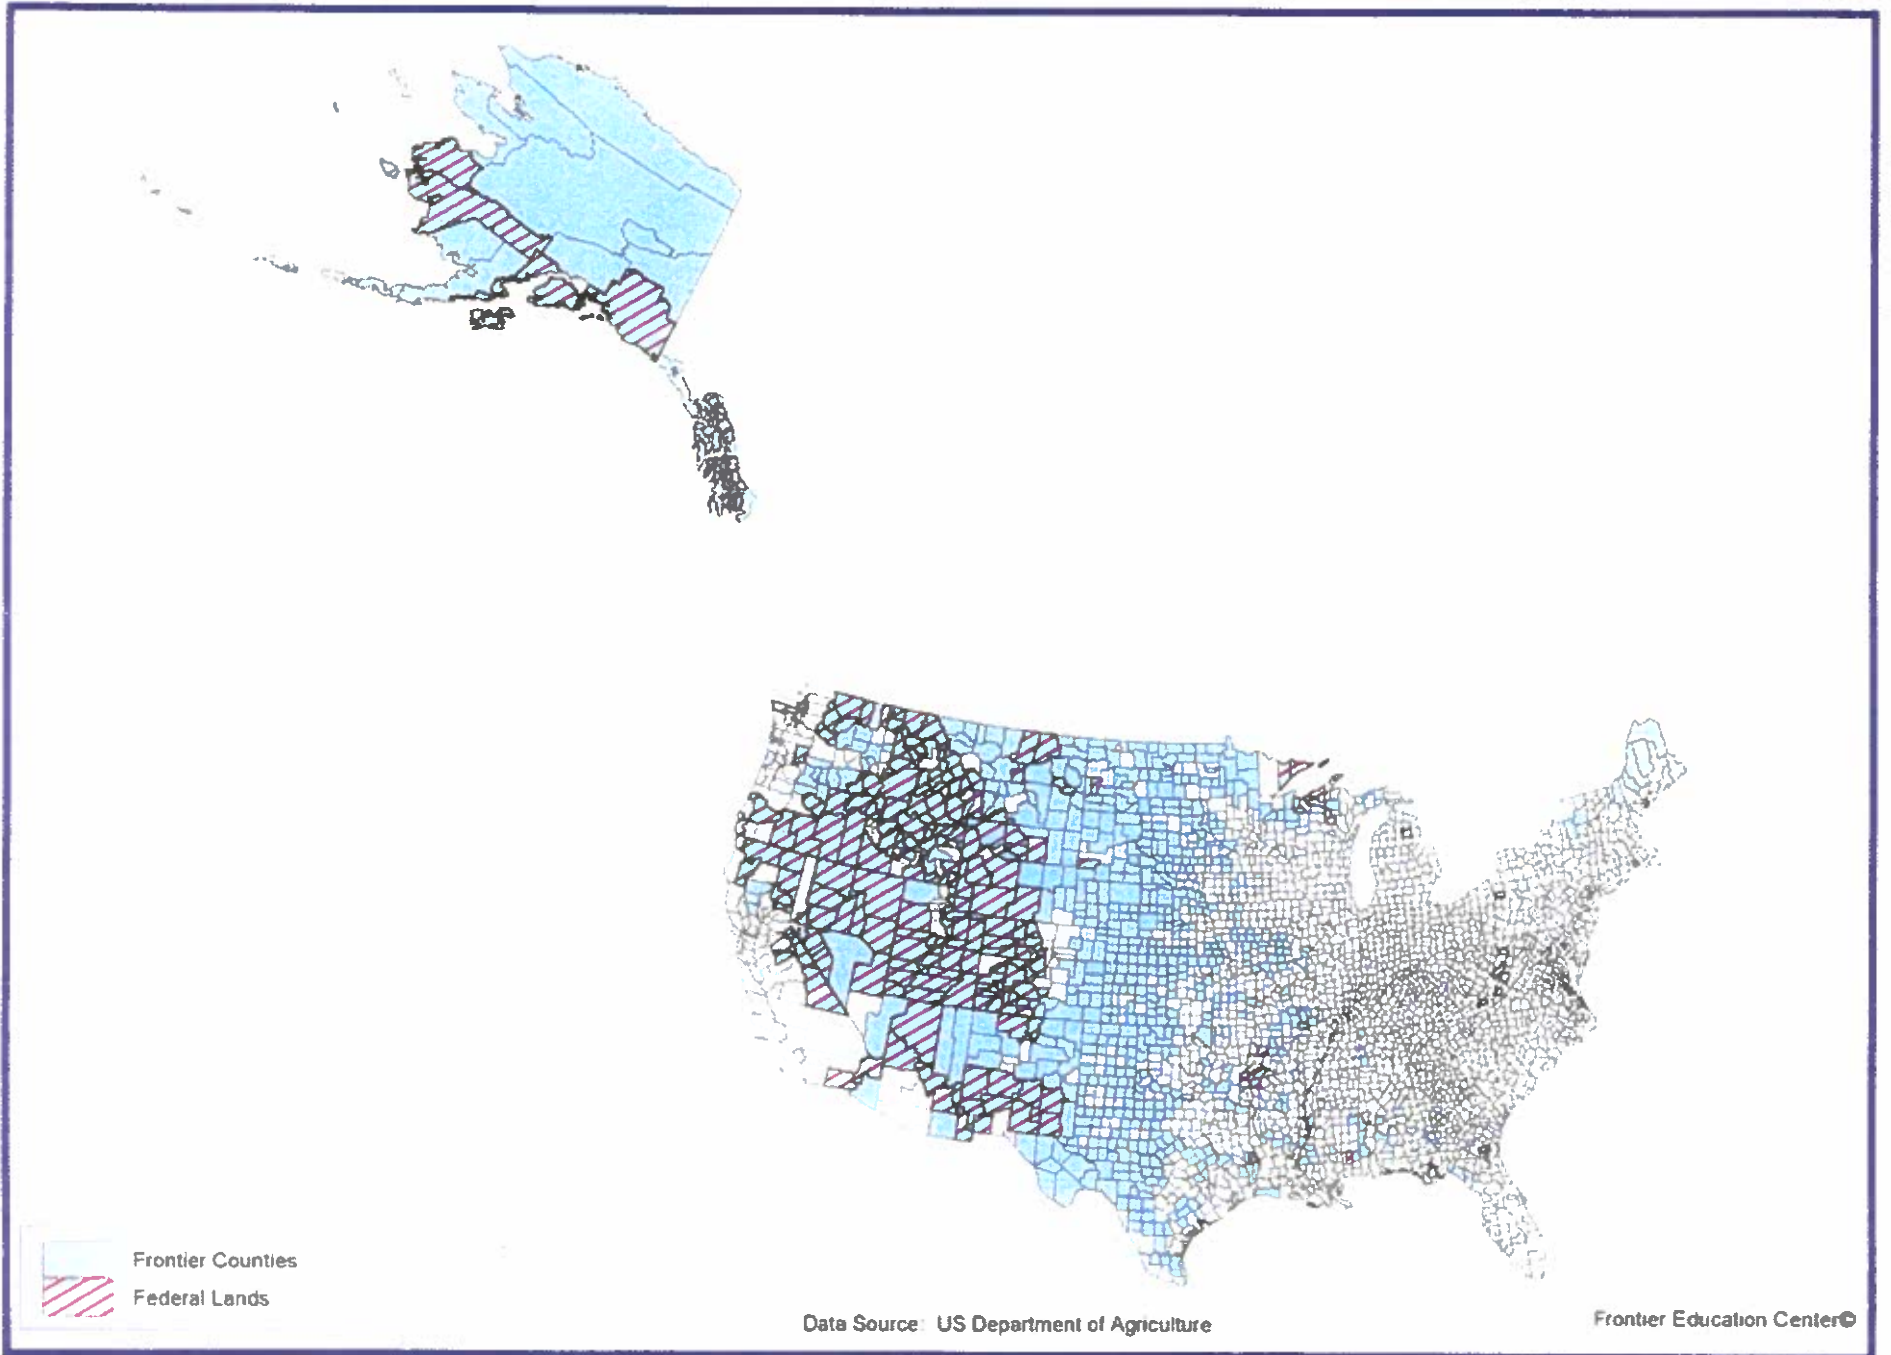 Frontier Counties
Federal Lands
Data Source: US Department of Agriculture
Frontier Education Center©